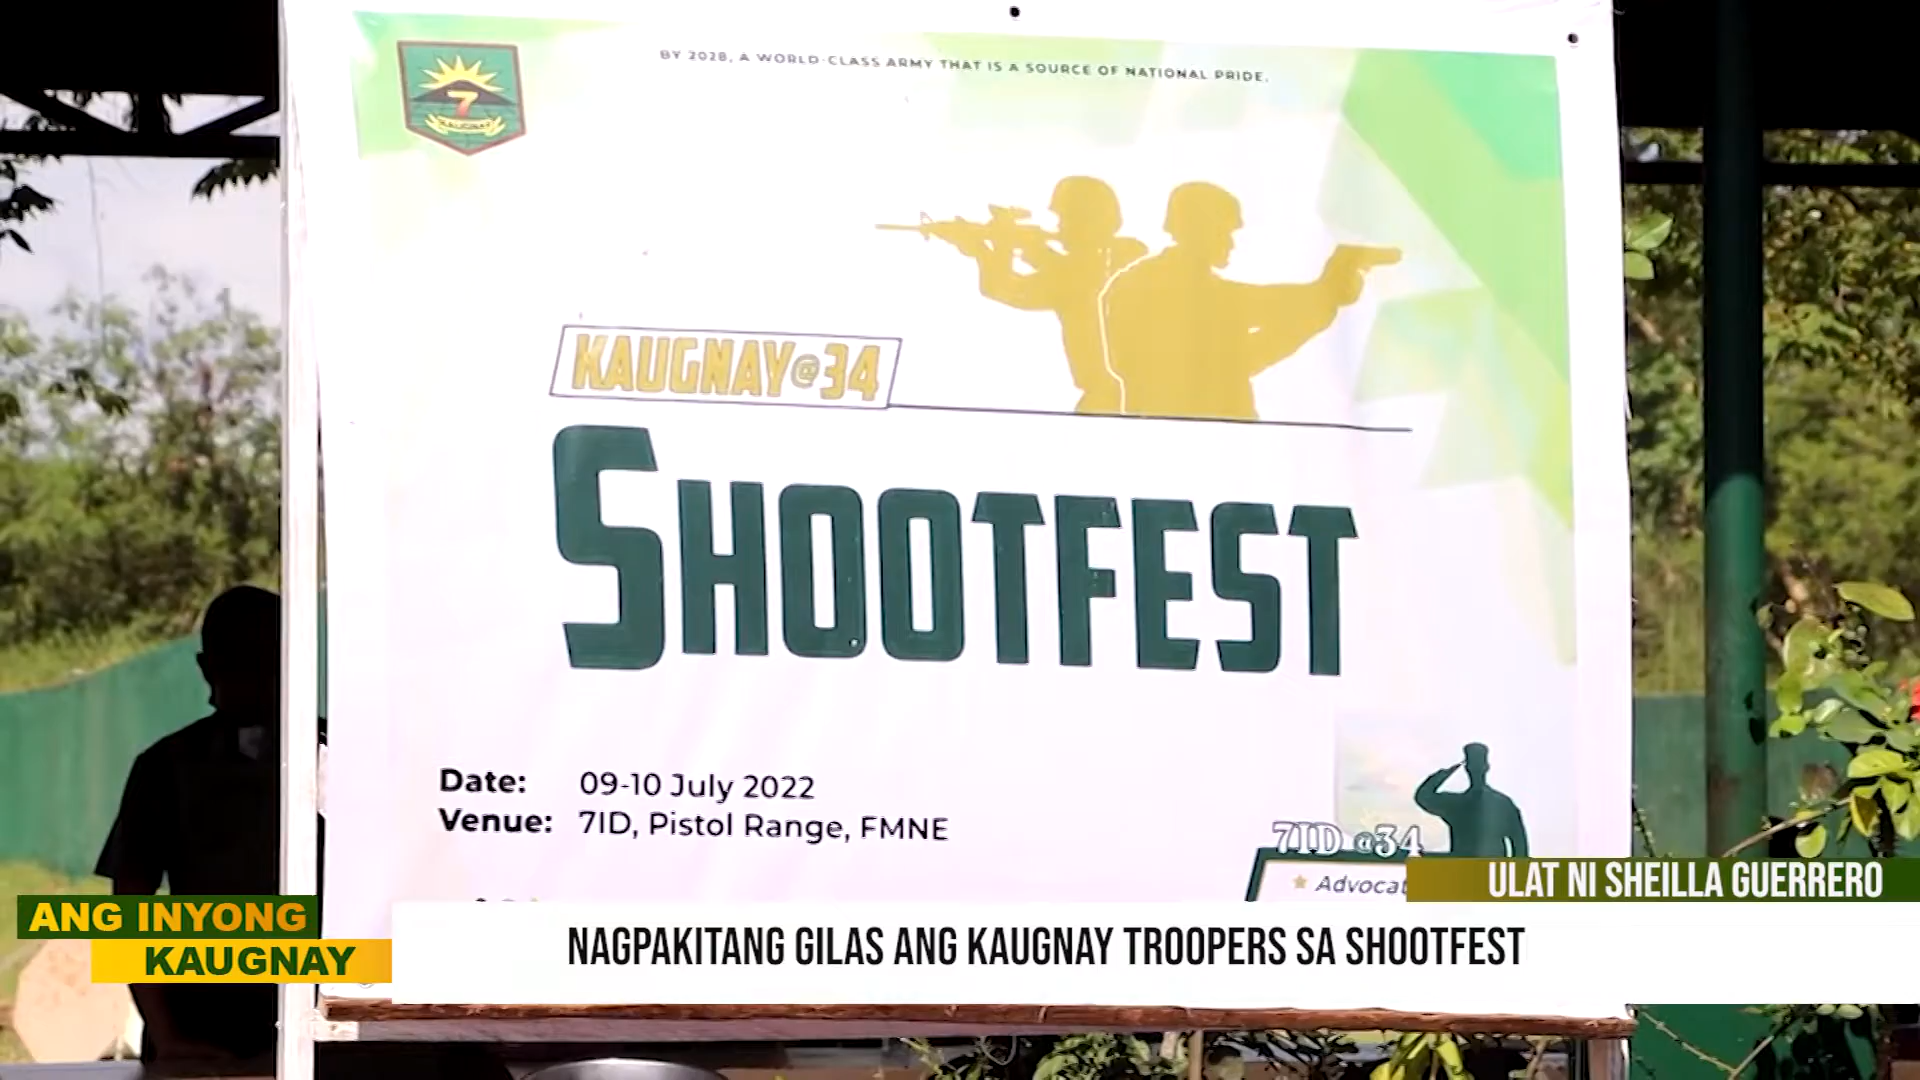 BY 2028, A WORLD-CLASS ARMY THAT IS A SOURCE OF NATIONAL PRIDE.
7
KAUGNAY
KAUGNAY@34
SHOOTFEST
Date: 09-10 July 2022
Venue: 7ID, Pistol Range, FMNE
7ID @34
Advocat
ULAT NI SHEILLA GUERRERO
ANG INYONG
KAUGNAY
NAGPAKITANG GILAS ANG KAUGNAY TROOPERS SA SHOOTFEST